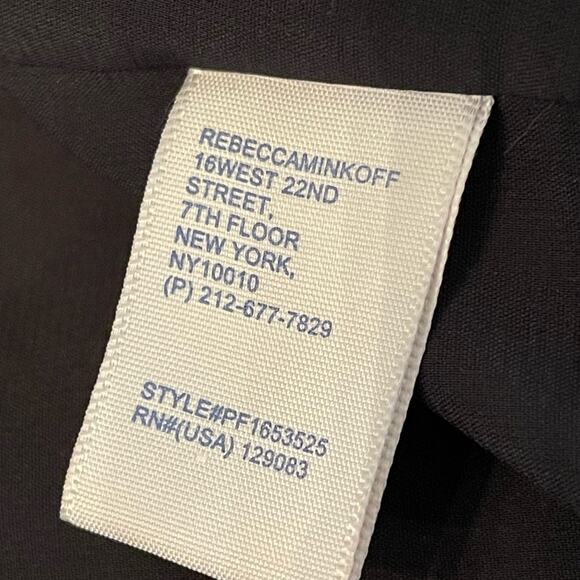 REBECCAMINKOFF
16WEST 22ND
STREET,
7TH FLOOR
NEW YORK,
NY10010
(P) 212-677-7829
STYLE#PF1653525
RN#(USA) 129083